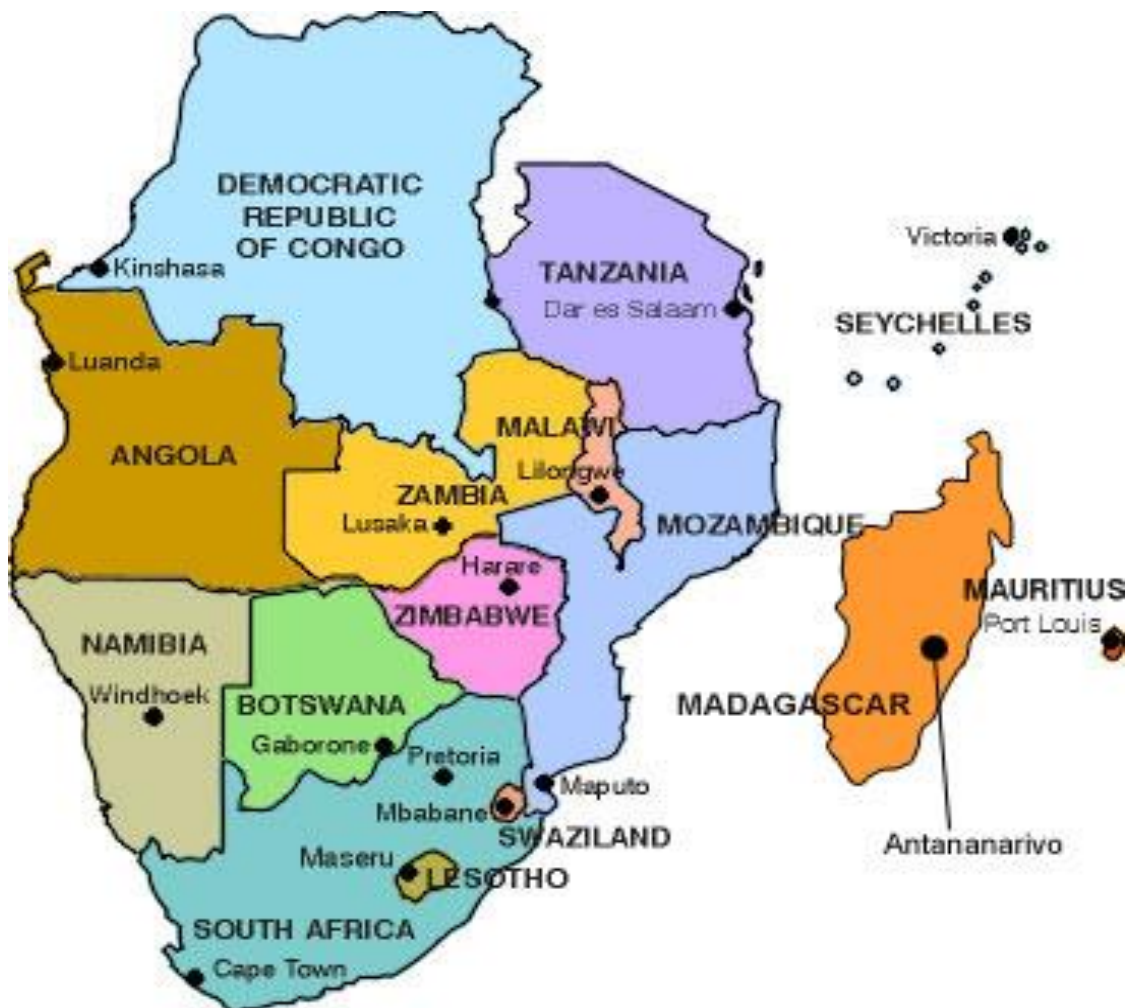 DEMOCRATIC
REPUBLIC
OF CONGO
Kinshasa
TANZANIA
Dar es Salaam
Victoria
SEYCHELLES
Luanda
ANGOLA
MALAWI
Lilongwe
ZAMBIA
Lusaka
MOZAMBIQUE
Harare
ZIMBABWE
MAURITIUS
Port Louis
NAMIBIA
Windhoek
BOTSWANA
Gaborone
MADAGASCAR
Pretoria
Maputo
Mbabane
SWAZILAND
Antananarivo
Maseru
LESOTHO
SOUTH AFRICA
Cape Town